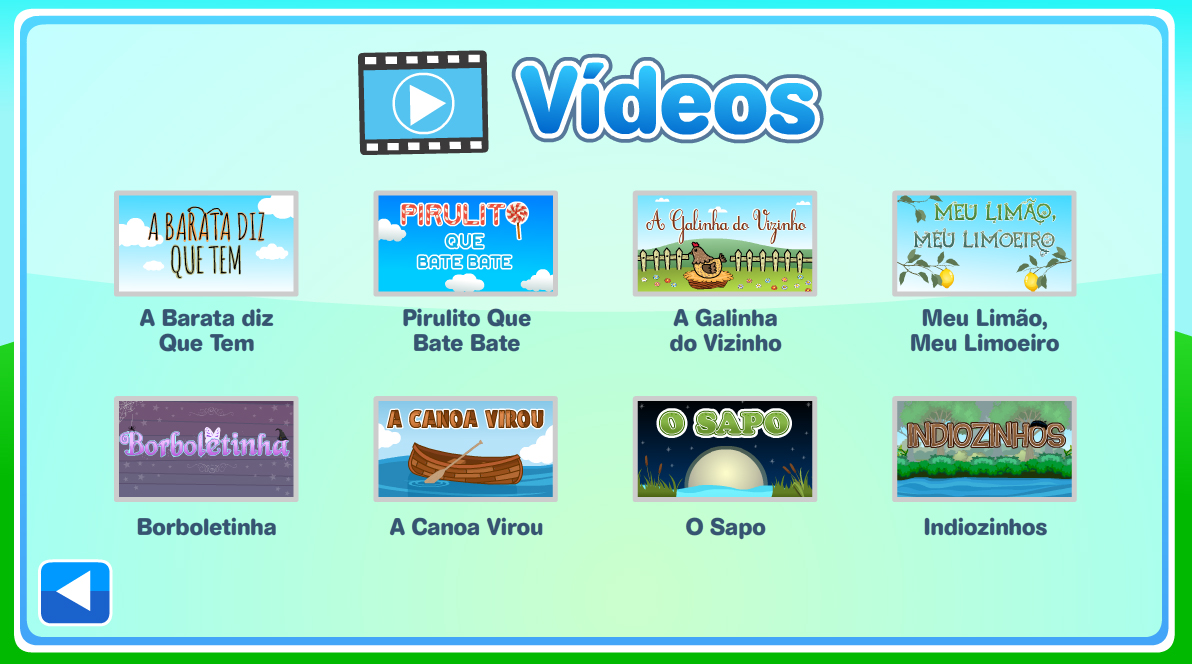 Vídeos
A BARATA DIZ
QUE TEM
PIRULITO
QUE
BATE BATE
A Galinha do Vizinho
MEU LIMÃO,
MEU LIMOEIRO
A Barata diz
Que Tem
Pirulito Que
Bate Bate
A Galinha
do Vizinho
Meu Limão,
Meu Limoeiro
Borboletinha
A CANOA VIROU
O SAPO
INDIOZINHOS
Borboletinha
A Canoa Virou
O Sapo
Indiozinhos